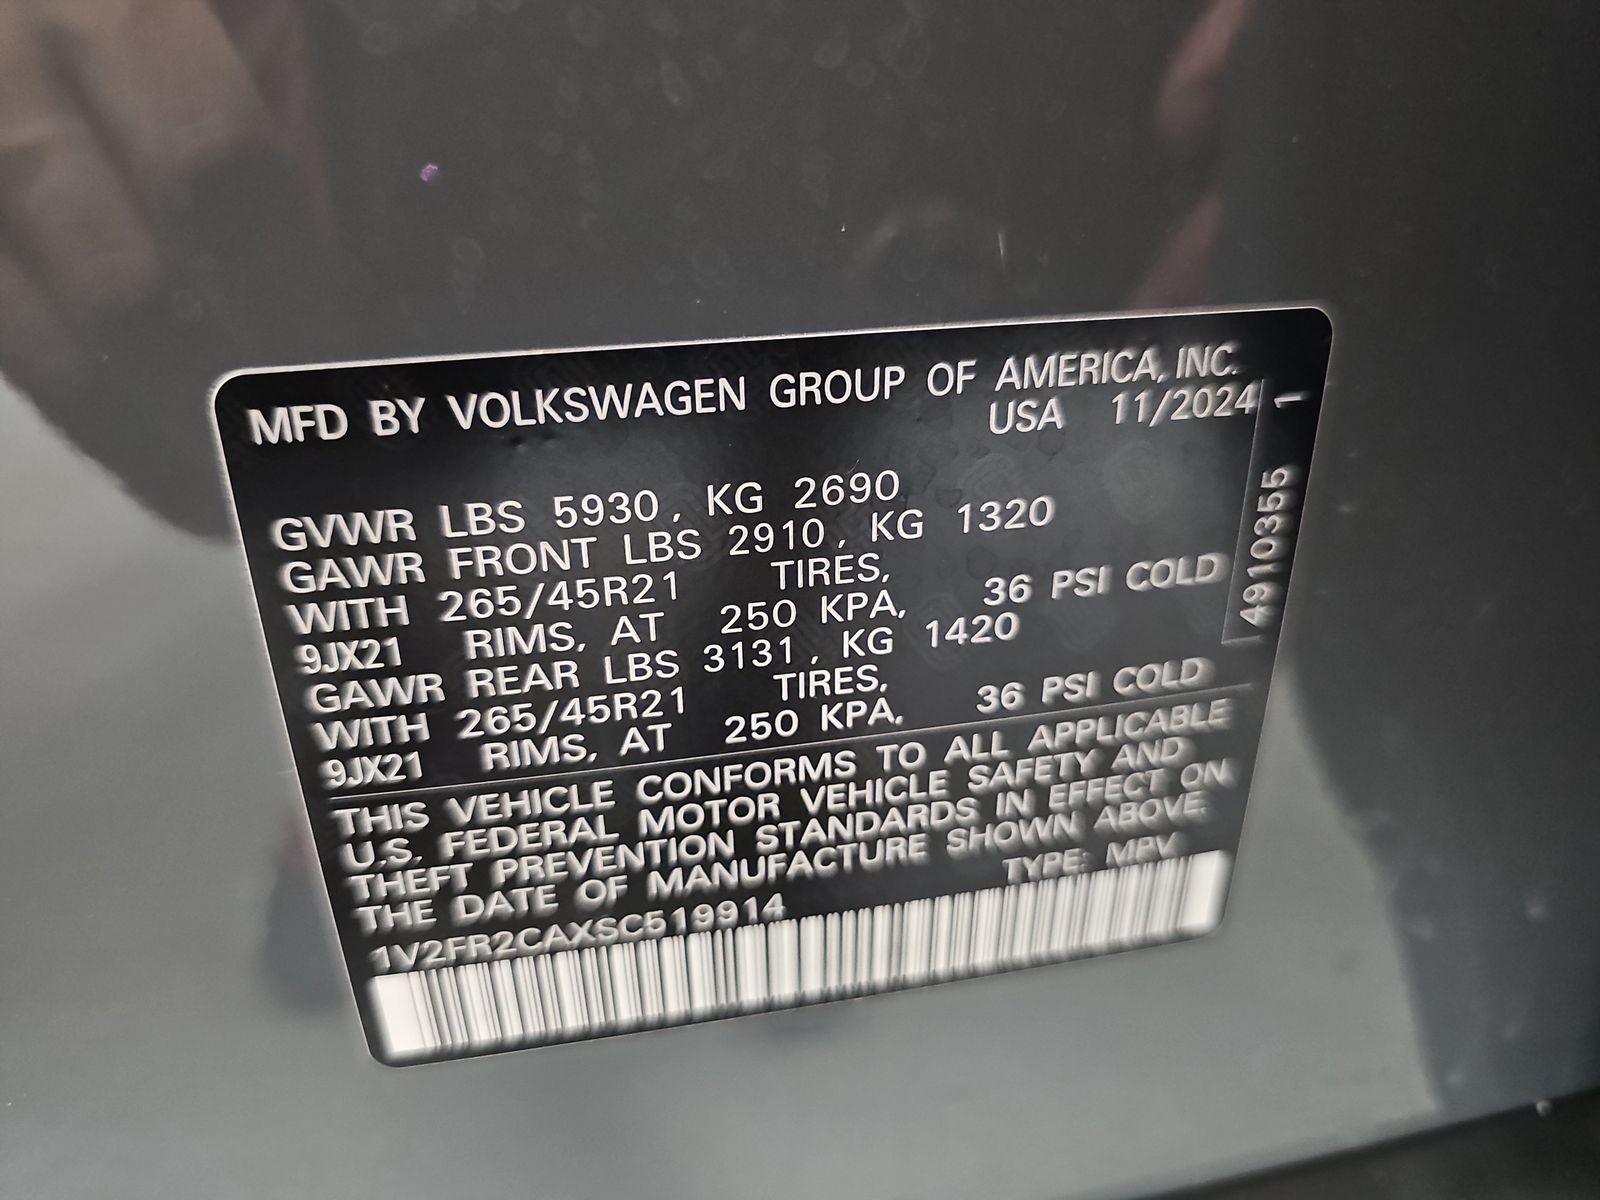 MFD BY VOLKSWAGEN GROUP OF AMERICA, INC.
USA 11/2024
GVWR LBS 5930, KG 2690
GAWR FRONT LBS 2910, KG 1320
WITH 265/45R21 TIRES,
9JX21 RIMS, AT 250 KPA, 36 PSI COLD
GAWR REAR LBS 3131, KG 1420
WITH 265/45R21 TIRES,
9JX21 RIMS, AT 250 KPA, 36 PSI COLD
THIS VEHICLE CONFORMS TO ALL APPLICABLE
U.S. FEDERAL MOTOR VEHICLE SAFETY AND
THEFT PREVENTION STANDARDS IN EFFECT ON
THE DATE OF MANUFACTURE SHOWN ABOVE.
TYPE: MPV
1V2FR2CAXSC519914
4910355 1